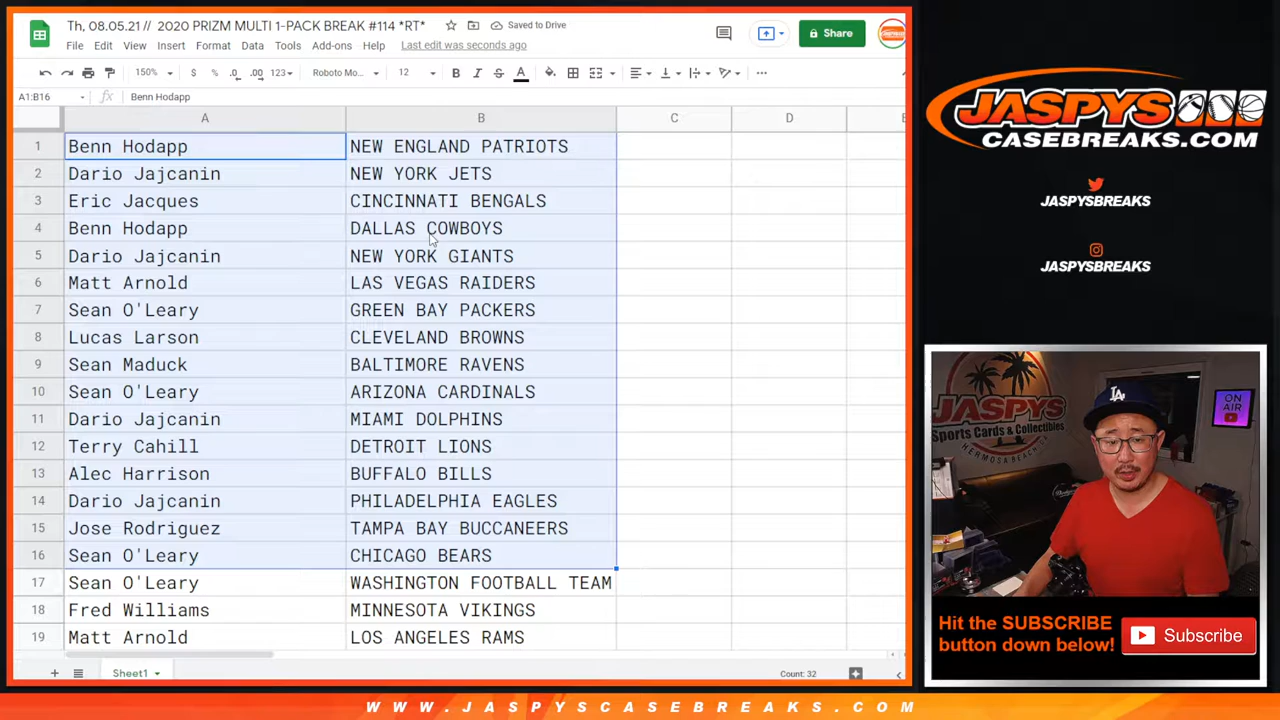 Th, 08.05.21 // 2020 PRIZM MULTI 1-PACK BREAK #114 *RT*
Saved to Drive
File Edit View Insert Format Data Tools Add-ons Help Last edit was seconds ago
Share
150% $ % .0 .00 123 Roboto Mo... 12 B I S A
A1:B16 fx Benn Hodapp
A B C D E
1 Benn Hodapp NEW ENGLAND PATRIOTS
2 Dario Jajcanin NEW YORK JETS
3 Eric Jacques CINCINNATI BENGALS
4 Benn Hodapp DALLAS COWBOYS
5 Dario Jajcanin NEW YORK GIANTS
6 Matt Arnold LAS VEGAS RAIDERS
7 Sean O'Leary GREEN BAY PACKERS
8 Lucas Larson CLEVELAND BROWNS
9 Sean Maduck BALTIMORE RAVENS
10 Sean O'Leary ARIZONA CARDINALS
11 Dario Jajcanin MIAMI DOLPHINS
12 Terry Cahill DETROIT LIONS
13 Alec Harrison BUFFALO BILLS
14 Dario Jajcanin PHILADELPHIA EAGLES
15 Jose Rodriguez TAMPA BAY BUCCANEERS
16 Sean O'Leary CHICAGO BEARS
17 Sean O'Leary WASHINGTON FOOTBALL TEAM
18 Fred Williams MINNESOTA VIKINGS
19 Matt Arnold LOS ANGELES RAMS
Sheet1
Count: 32
JASPYS
CASEBREAKS.COM
JASPYSBREAKS
JASPYSBREAKS
JASPYS
Sports Cards & Collectibles
HERMOSA BEACH
LA
ON
AIR
Hit the SUBSCRIBE
button down below!
Subscribe
WWW.JASPYSCASEBREAKS.COM